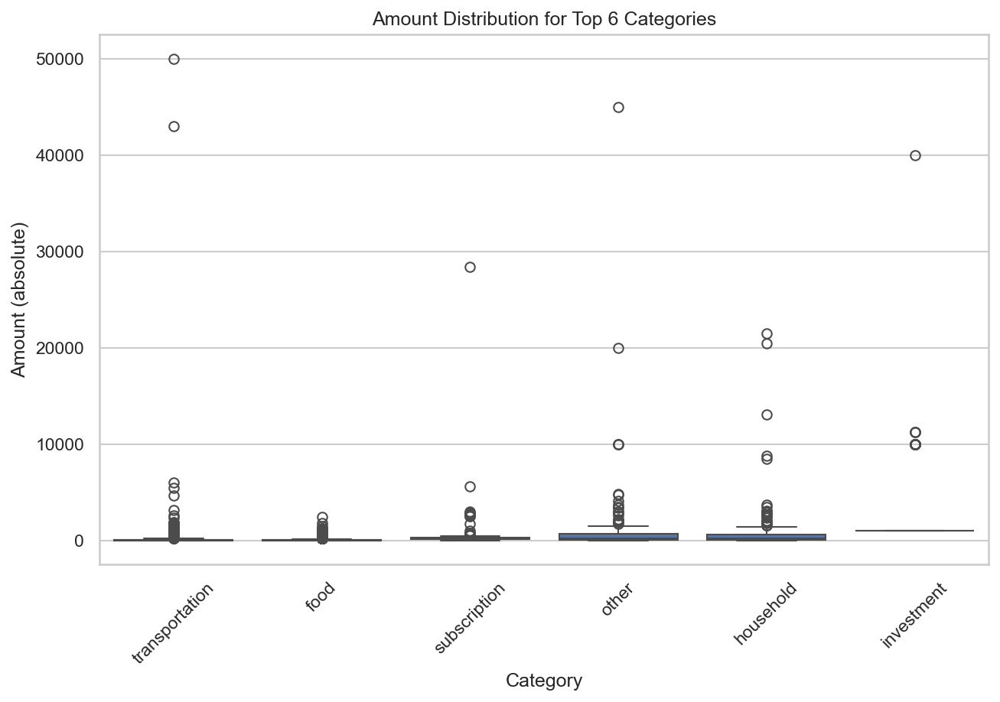 Amount Distribution for Top 6 Categories
50000
40000
30000
20000
10000
0
Amount (absolute)
transportation
food
subscription
other
household
investment
Category